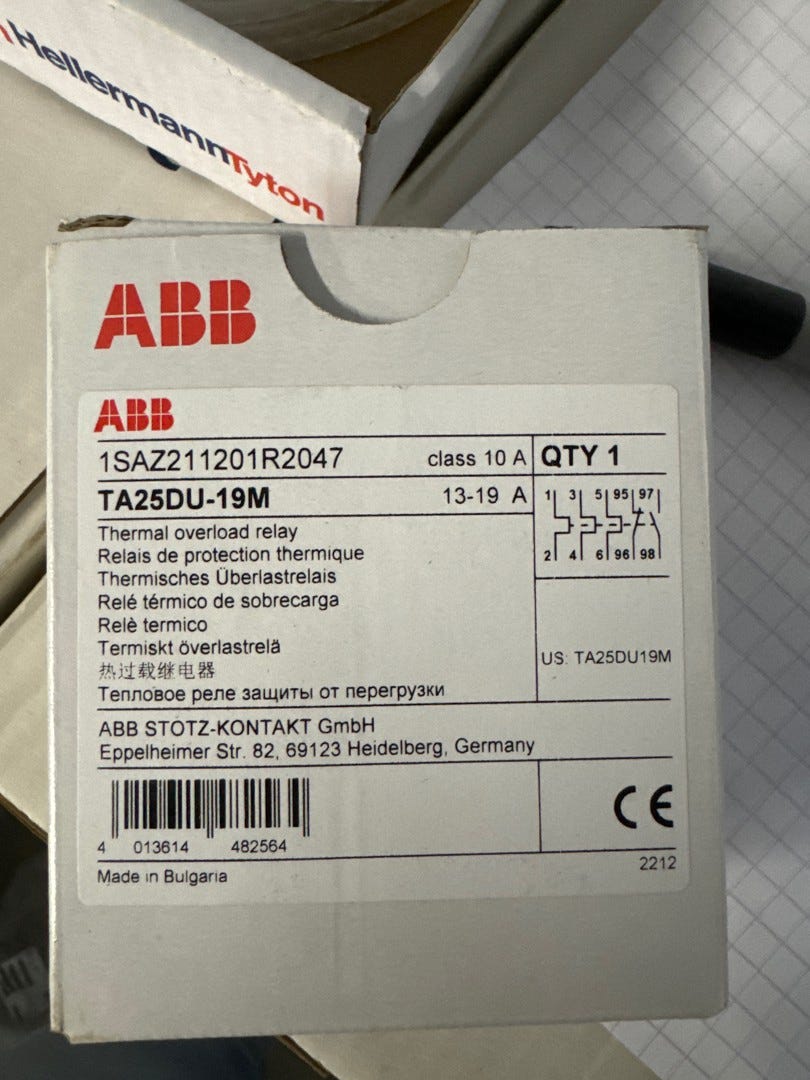 HellermannTyton
ABB
ABB
1SAZ211201R2047 class 10 A QTY 1
TA25DU-19M 13-19 A
1 3 5 95 97
2 4 6 96 98
Thermal overload relay
Relais de protection thermique
Thermisches Überlastrelais
Relé térmico de sobrecarga
Relè termico
Termiskt överlastrelä
热过载继电器
Тепловое реле защиты от перегрузки
US: TA25DU19M
ABB STOTZ-KONTAKT GmbH
Eppelheimer Str. 82, 69123 Heidelberg, Germany
4 013614 482564
CE
Made in Bulgaria
2212